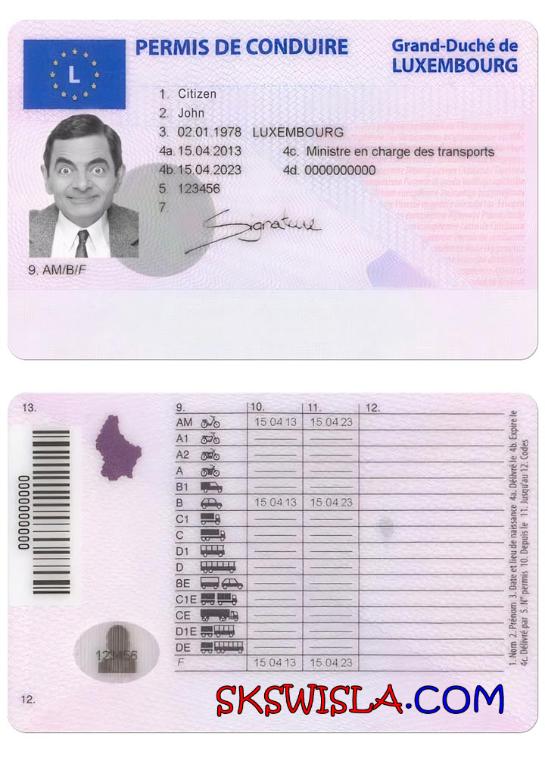 L
PERMIS DE CONDUIRE
Grand-Duché de
LUXEMBOURG
1. Citizen
2. John
3. 02.01.1978 LUXEMBOURG
4a. 15.04.2013 4c. Ministre en charge des transports
4b. 15.04.2023 4d. 0000000000
5 123456
7.
Signature
9. AM/B/F
13.
9. 10. 11. 12.
AM 15 04 13 15 04 23
A1
A2
A
B1
B 15 04 13 15 04 23
C1
C
D1
D
BE
C1E
CE
D1E
DE
F 15 04 13 15 04 23
0000000000
123456
12.
1. Nom 2. Prénom 3. Date et lieu de naissance 4a. Délivré le 4b. Expire le
4c. Délivré par 5. N° permis 10. Depuis le 11. Jusqu'au 12. Codes
SKSWISLA.COM